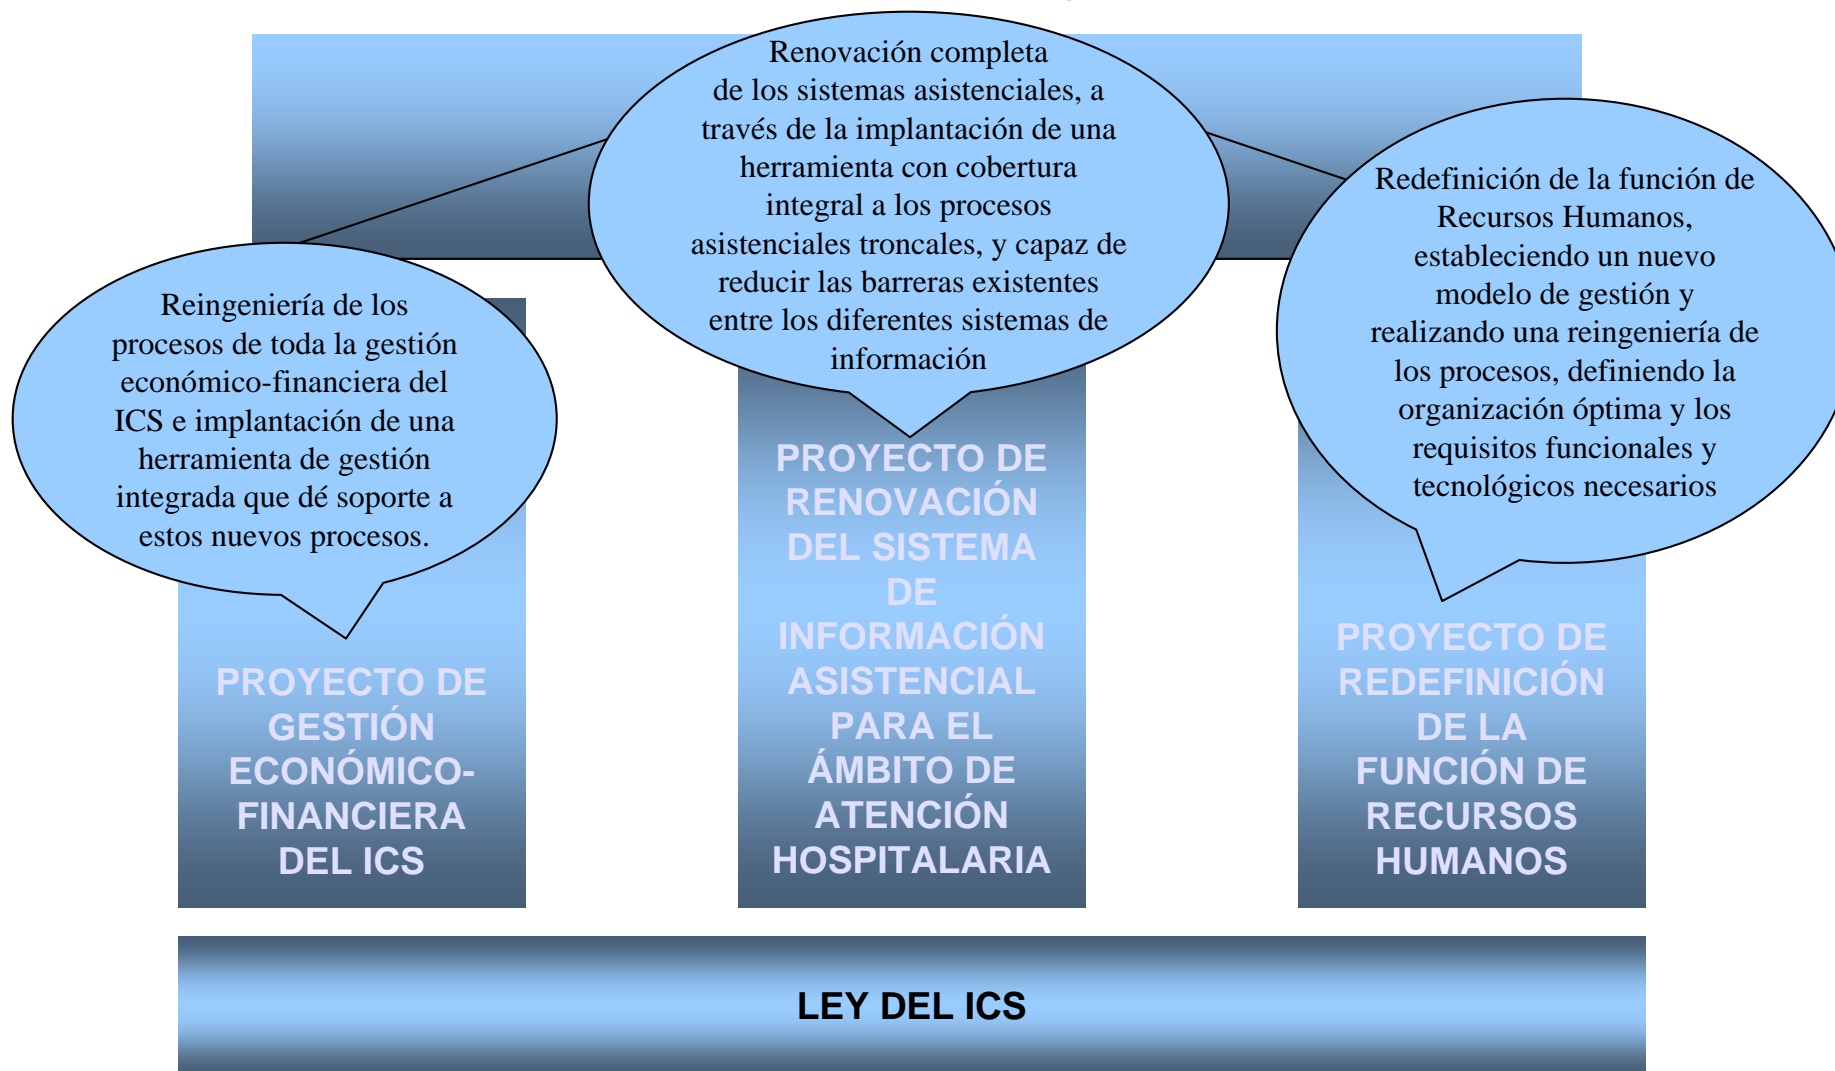 Renovación completa
de los sistemas asistenciales, a
través de la implantación de una
herramienta con cobertura
integral a los procesos
asistenciales troncales, y capaz de
reducir las barreras existentes
entre los diferentes sistemas de
información
Redefinición de la función de
Recursos Humanos,
estableciendo un nuevo
modelo de gestión y
realizando una reingeniería de
los procesos, definiendo la
organización óptima y los
requisitos funcionales y
tecnológicos necesarios
Reingeniería de los
procesos de toda la gestión
económico-financiera del
ICS e implantación de una
herramienta de gestión
integrada que dé soporte a
estos nuevos procesos.
PROYECTO DE
GESTIÓN
ECONÓMICO-
FINANCIERA
DEL ICS
PROYECTO DE
RENOVACIÓN
DEL SISTEMA
DE
INFORMACIÓN
ASISTENCIAL
PARA EL
ÁMBITO DE
ATENCIÓN
HOSPITALARIA
PROYECTO DE
REDEFINICIÓN
DE LA
FUNCIÓN DE
RECURSOS
HUMANOS
LEY DEL ICS